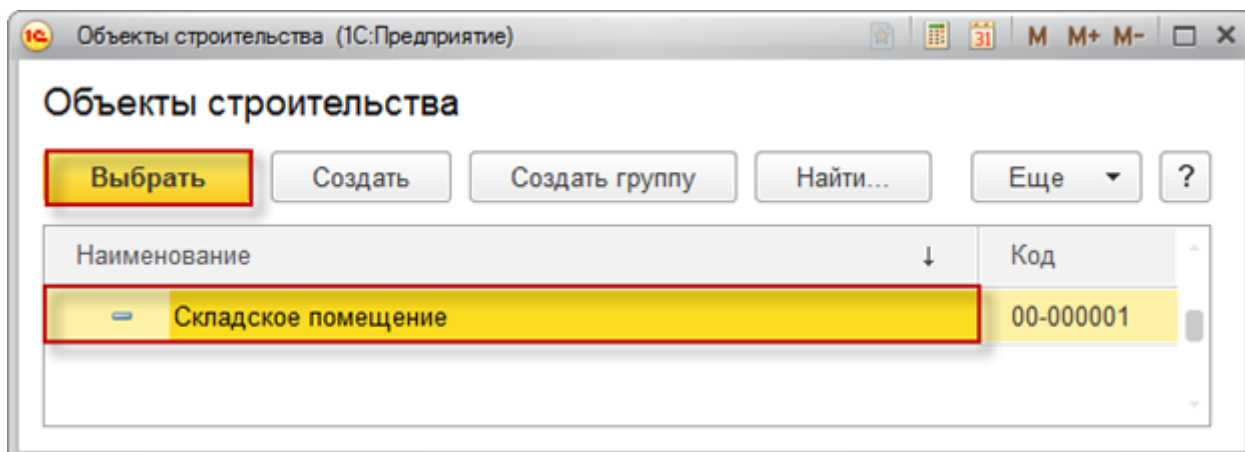 1С Объекты строительства (1С:Предприятие) 31 M M+ M-
Объекты строительства
Выбрать Создать Создать группу Найти... Еще ?
Наименование ↓ Код
Складское помещение 00-000001